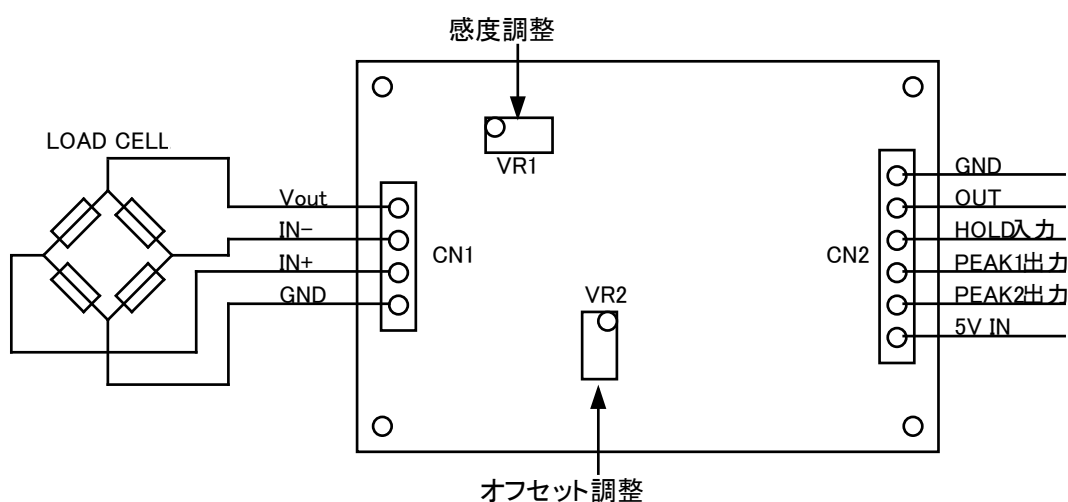 感度調整
LOAD CELL
VR1
Vout
IN-
IN+
GND
CN1
VR2
CN2
GND
OUT
HOLD入力
PEAK1出力
PEAK2出力
5V IN
オフセット調整